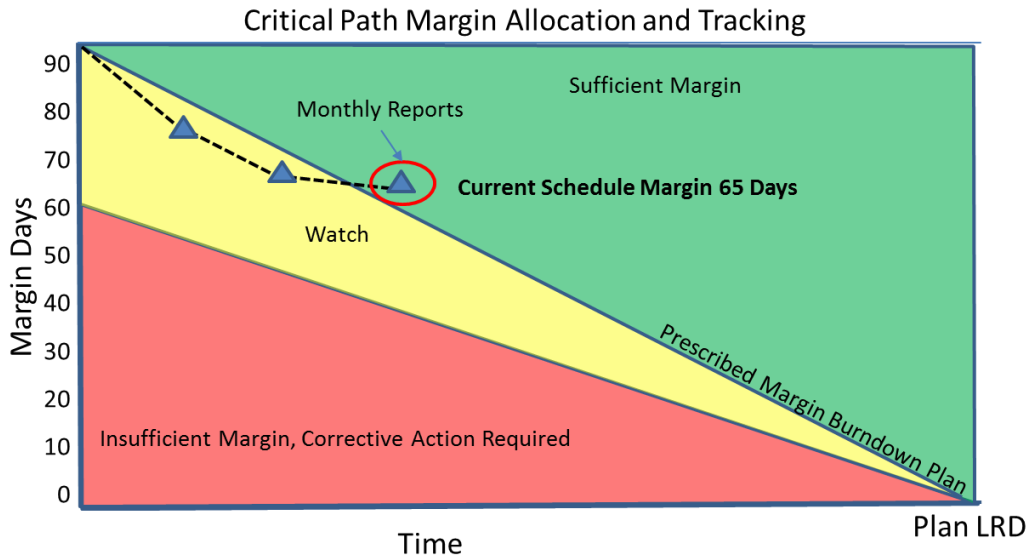 Critical Path Margin Allocation and Tracking
90
80
70
60
50
40
30
20
10
0
Margin Days
Sufficient Margin
Monthly Reports
Current Schedule Margin 65 Days
Watch
Prescribed Margin Burndown Plan
Insufficient Margin, Corrective Action Required
Time
Plan LRD